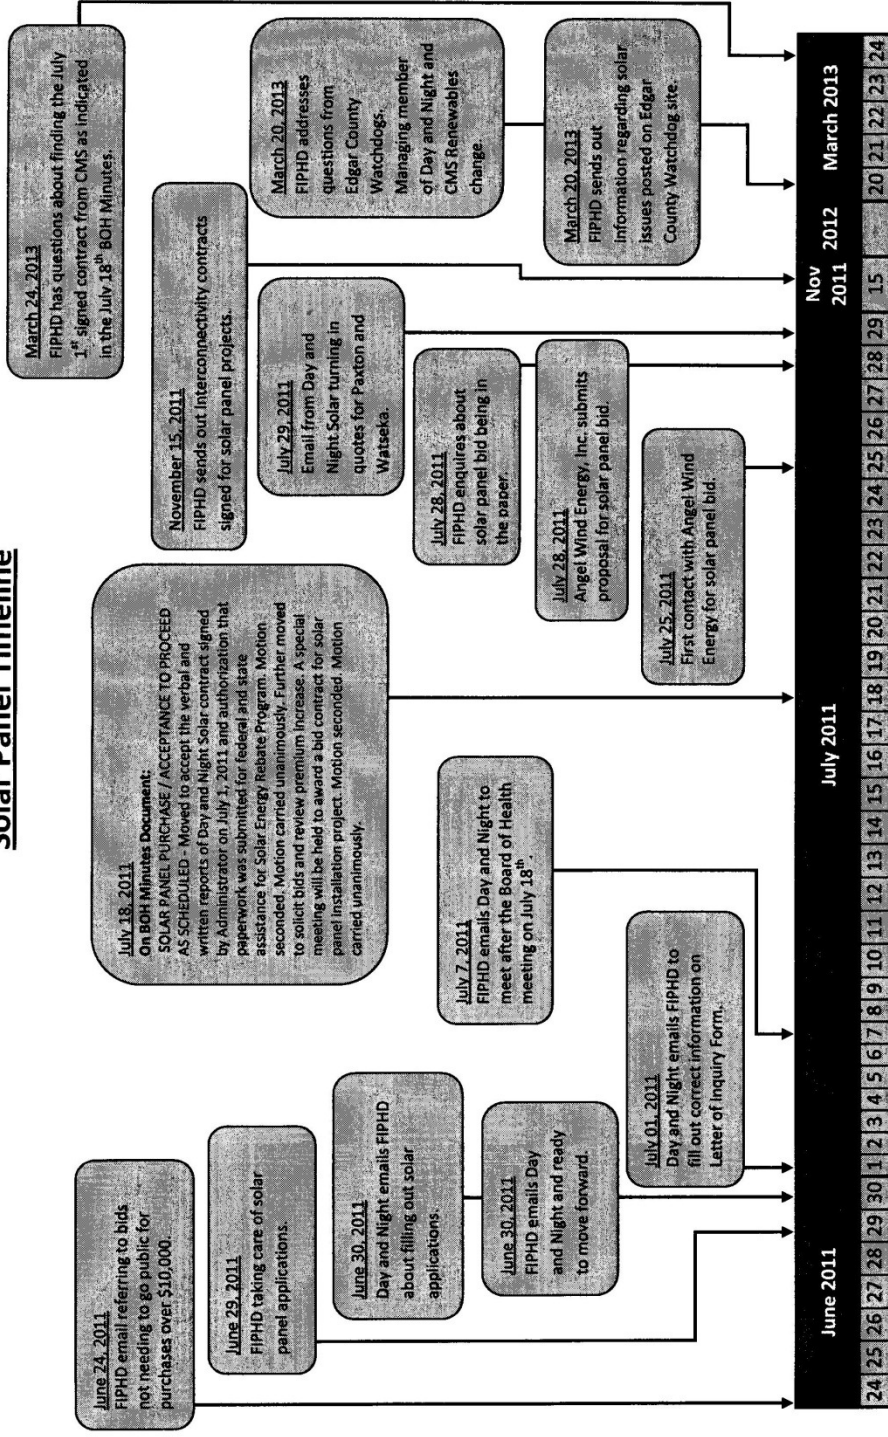 Solar Panel Timeline
June 24, 2011
FIPHD email referring to bids
not needing to go public for
purchases over $10,000.
June 29, 2011
FIPHD taking care of solar
panel applications.
June 30, 2011
Day and Night emails FIPHD
about filling out solar
applications.
June 30, 2011
FIPHD emails Day
and Night and ready
to move forward.
July 01, 2011
Day and Night emails FIPHD to
fill out correct information on
Letter of Inquiry Form.
July 7, 2011
FIPHD emails Day and Night to
meet after the Board of Health
meeting on July 18th.
July 18, 2011
On BOH Minutes Document:
SOLAR PANEL PURCHASE / ACCEPTANCE TO PROCEED
AS SCHEDULED - Moved to accept the verbal and
written reports of Day and Night Solar contract signed
by Administrator on July 1, 2011 and authorization that
paperwork was submitted for federal and state
assistance for Solar Energy Rebate Program. Motion
seconded. Motion carried unanimously. Further moved
to solicit bids and review premium increase. A special
meeting will be held to award a bid contract for solar
panel installation project. Motion seconded. Motion
carried unanimously.
July 25, 2011
First contact with Angel Wind
Energy for solar panel bid.
July 28, 2011
Angel Wind Energy, Inc. submits
proposal for solar panel bid.
July 28, 2011
FIPHD enquires about
solar panel bid being in
the paper.
July 29, 2011
Email from Day and
Night Solar turning in
quotes for Paxton and
Watseka.
November 15, 2011
FIPHD sends out Interconnectivity contracts
signed for solar panel projects.
March 20, 2013
FIPHD addresses
questions from
Edgar County
Watchdogs.
Managing member
of Day and Night and
CMS Renewables
change.
March 20, 2013
FIPHD sends out
Information regarding solar
issues posted on Edgar
County Watchdog site.
March 24, 2013
FIPHD has questions about finding the July
1st signed contract from CMS as indicated
in the July 18th BOH Minutes.
June 2011 July 2011 Nov 2011 2012 March 2013
24 25 26 27 28 29 30 1 2 3 4 5 6 7 8 9 10 11 12 13 14 15 16 17 18 19 20 21 22 23 24 25 26 27 28 29 15 20 21 22 23 24